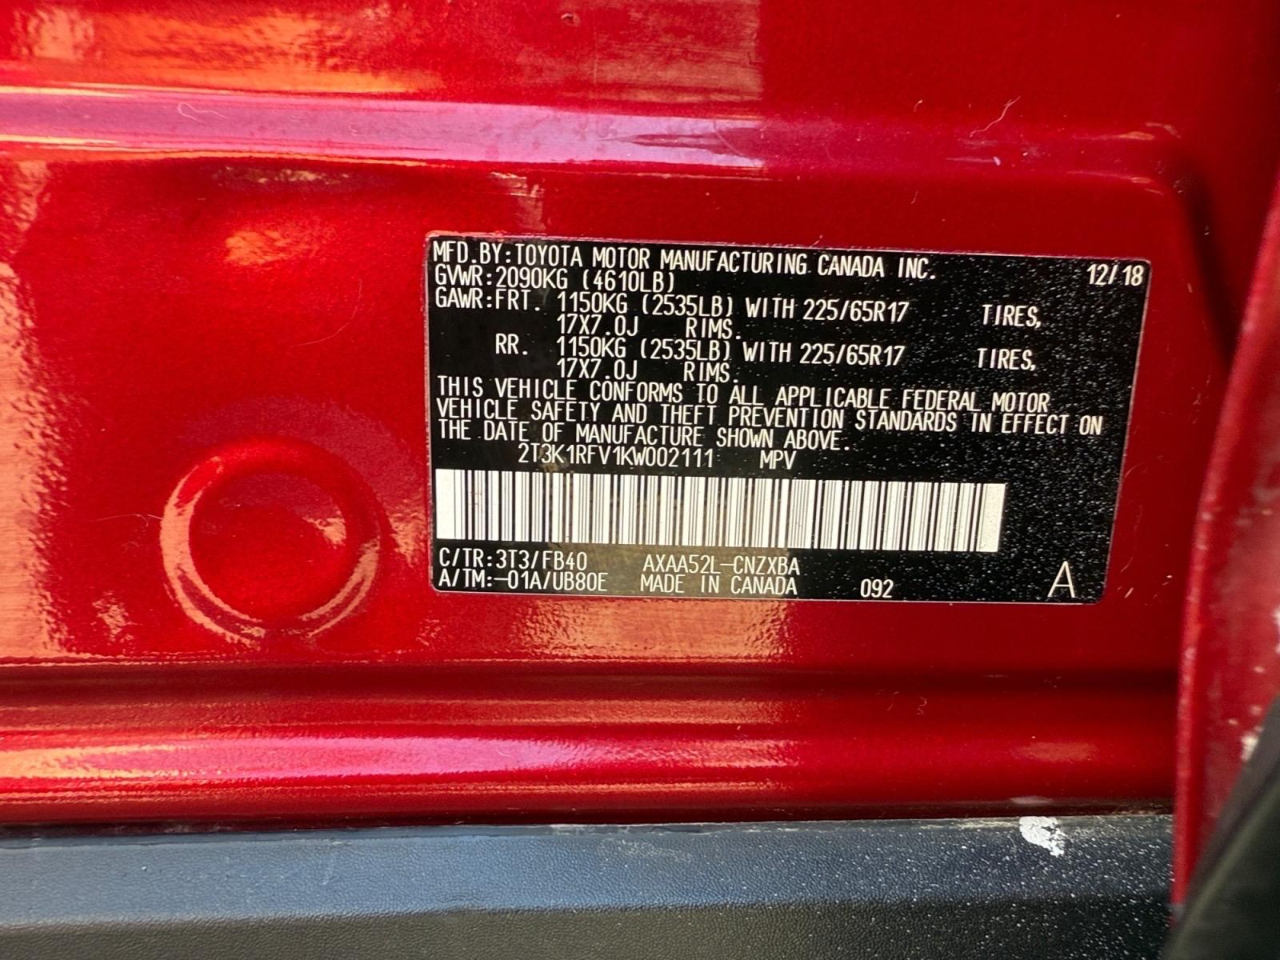 MFD.BY:TOYOTA MOTOR MANUFACTURING CANADA INC. 12/18
GVWR:2090KG (4610LB)
GAWR:FRT. 1150KG (2535LB) WITH 225/65R17 TIRES,
17X7.0J RIMS.
RR. 1150KG (2535LB) WITH 225/65R17 TIRES,
17X7.0J RIMS.
THIS VEHICLE CONFORMS TO ALL APPLICABLE FEDERAL MOTOR
VEHICLE SAFETY AND THEFT PREVENTION STANDARDS IN EFFECT ON
THE DATE OF MANUFACTURE SHOWN ABOVE.
2T3K1RFV1KW002111 MPV
C/TR:3T3/FB40 AXAA52L-CNZXBA
A/TM:-01A/UB80E MADE IN CANADA 092 A